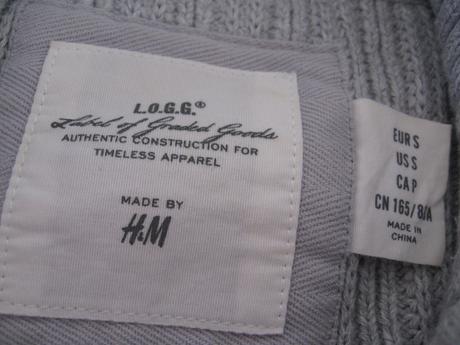 L.O.G.G.®
Label of Graded Goods
AUTHENTIC CONSTRUCTION FOR
TIMELESS APPAREL
MADE BY
H&M
EUR S
US S
CA P
CN 165/8/A
MADE IN
CHINA